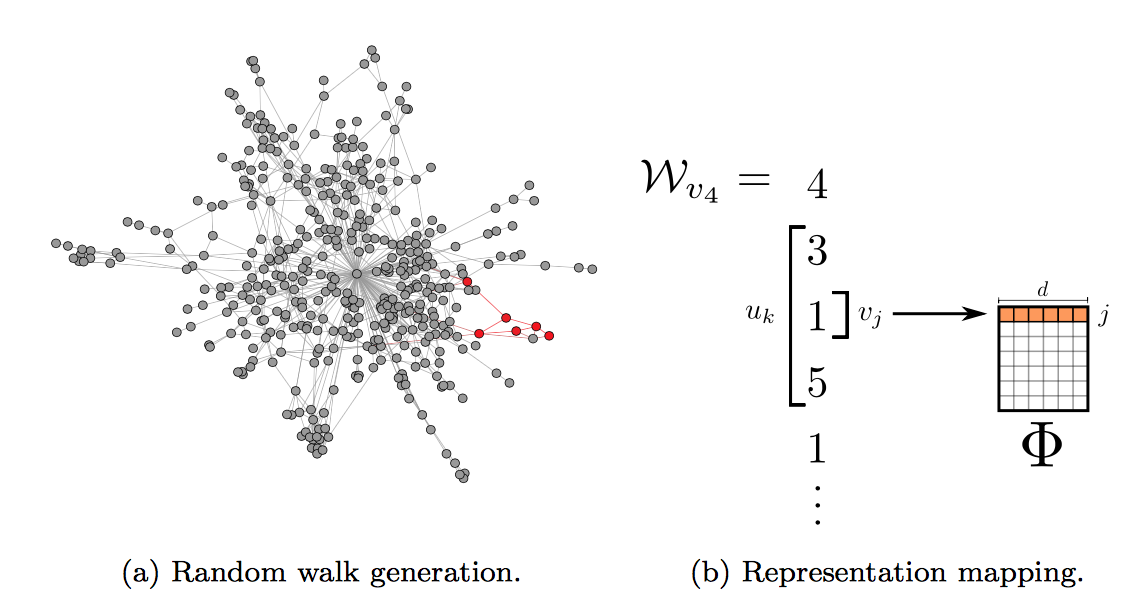 𝒲v₄ = 4
3
uₖ 1 vⱼ
5
1
⋮
d
j
Φ
(a) Random walk generation.
(b) Representation mapping.